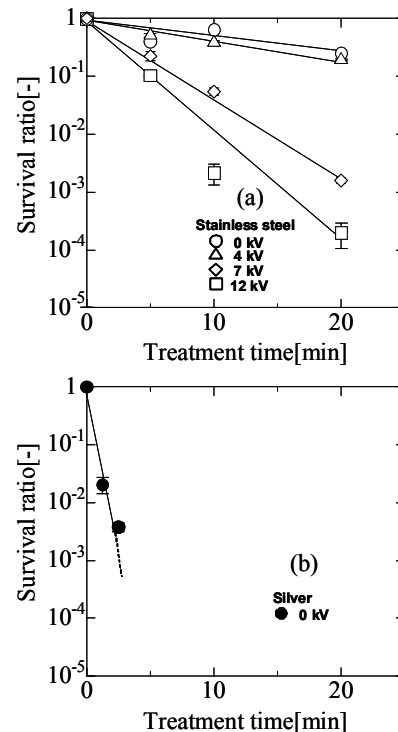 1
10-1
10-2
10-3
10-4
10-5
Survival ratio[-]
(a)
Stainless steel
0 kV
4 kV
7 kV
12 kV
0 10 20
Treatment time[min]
1
10-1
10-2
10-3
10-4
10-5
Survival ratio[-]
(b)
Silver
0 kV
0 10 20
Treatment time[min]